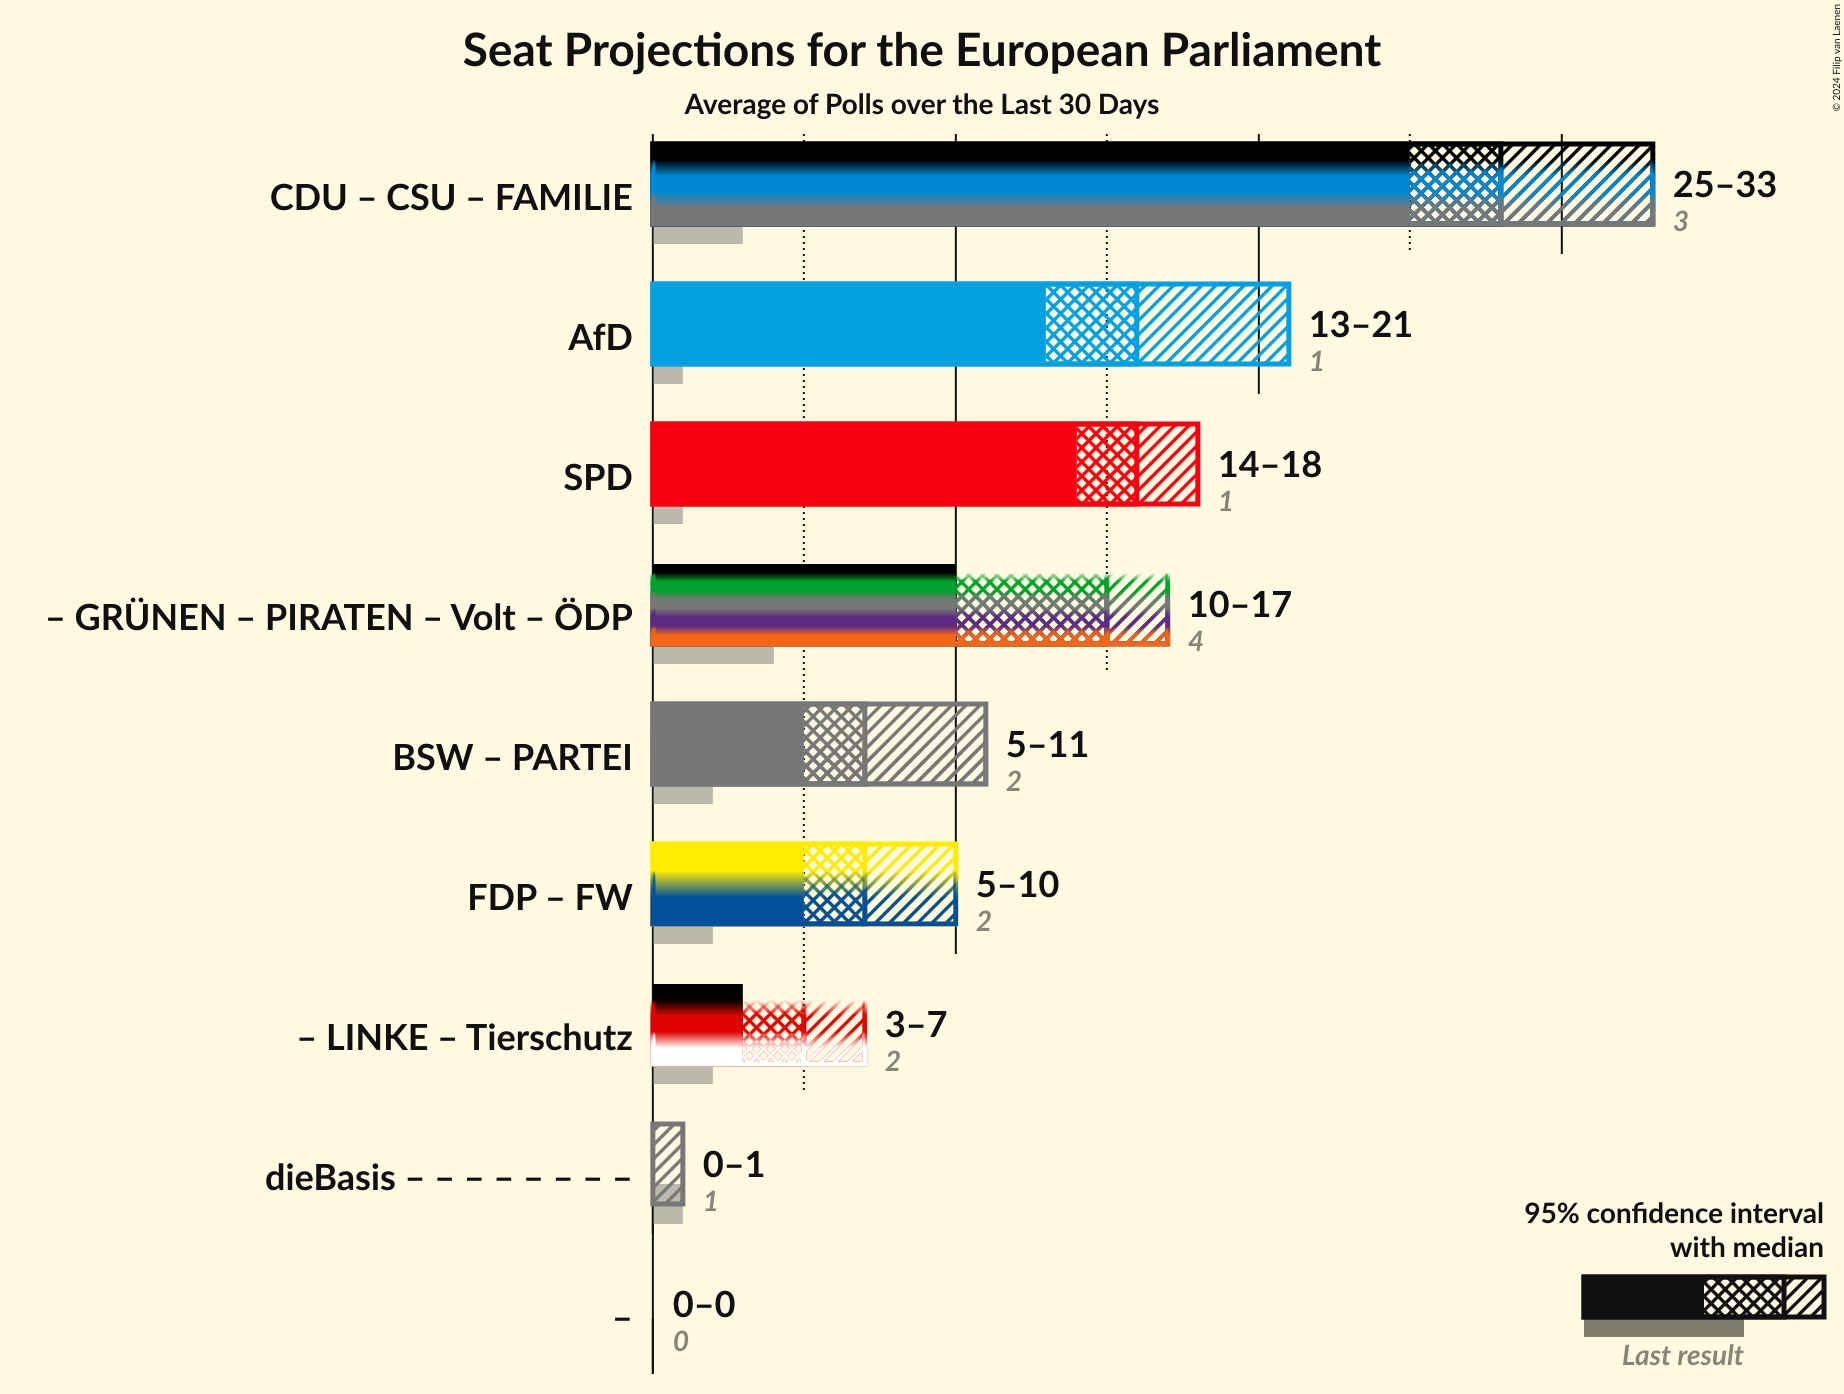 Seat Projections for the European Parliament
Average of Polls over the Last 30 Days
© 2024 Filip van Laenen
CDU – CSU – FAMILIE
25–33
3
AfD
13–21
1
SPD
14–18
1
– GRÜNEN – PIRATEN – Volt – ÖDP
10–17
4
BSW – PARTEI
5–11
2
FDP – FW
5–10
2
– LINKE – Tierschutz
3–7
2
dieBasis – – – – – – – –
0–1
1
–
0–0
0
95% confidence interval
with median
Last result